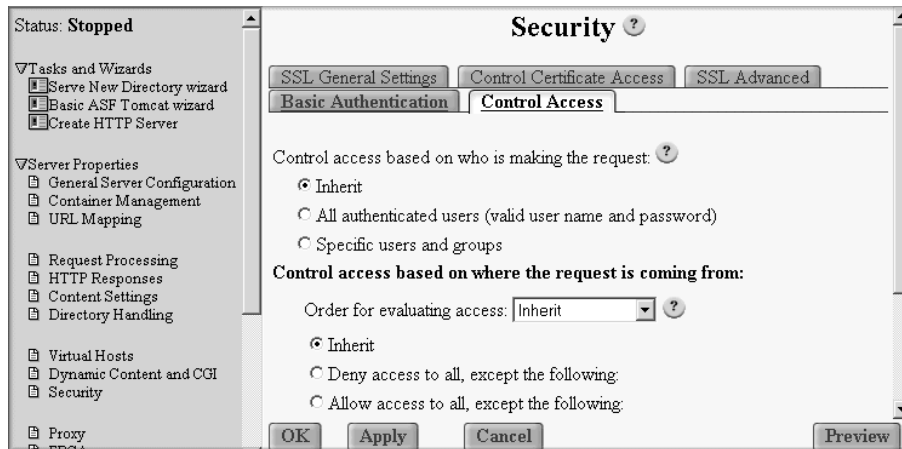 Status: Stopped
Tasks and Wizards
Serve New Directory wizard
Basic ASF Tomcat wizard
Create HTTP Server
Server Properties
General Server Configuration
Container Management
URL Mapping
Request Processing
HTTP Responses
Content Settings
Directory Handling
Virtual Hosts
Dynamic Content and CGI
Security
Proxy
Security ?
SSL General Settings
Control Certificate Access
SSL Advanced
Basic Authentication
Control Access
Control access based on who is making the request: ?
Inherit
All authenticated users (valid user name and password)
Specific users and groups
Control access based on where the request is coming from:
Order for evaluating access: Inherit ?
Inherit
Deny access to all, except the following:
Allow access to all, except the following:
OK
Apply
Cancel
Preview